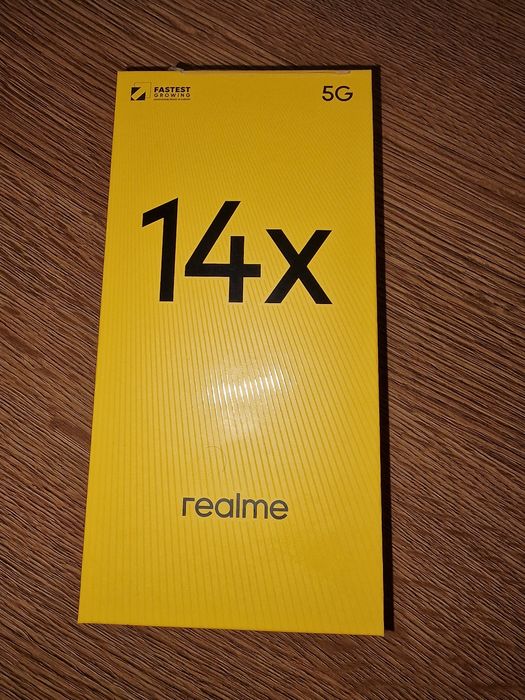 FASTEST
GROWING
5G
14x
realme